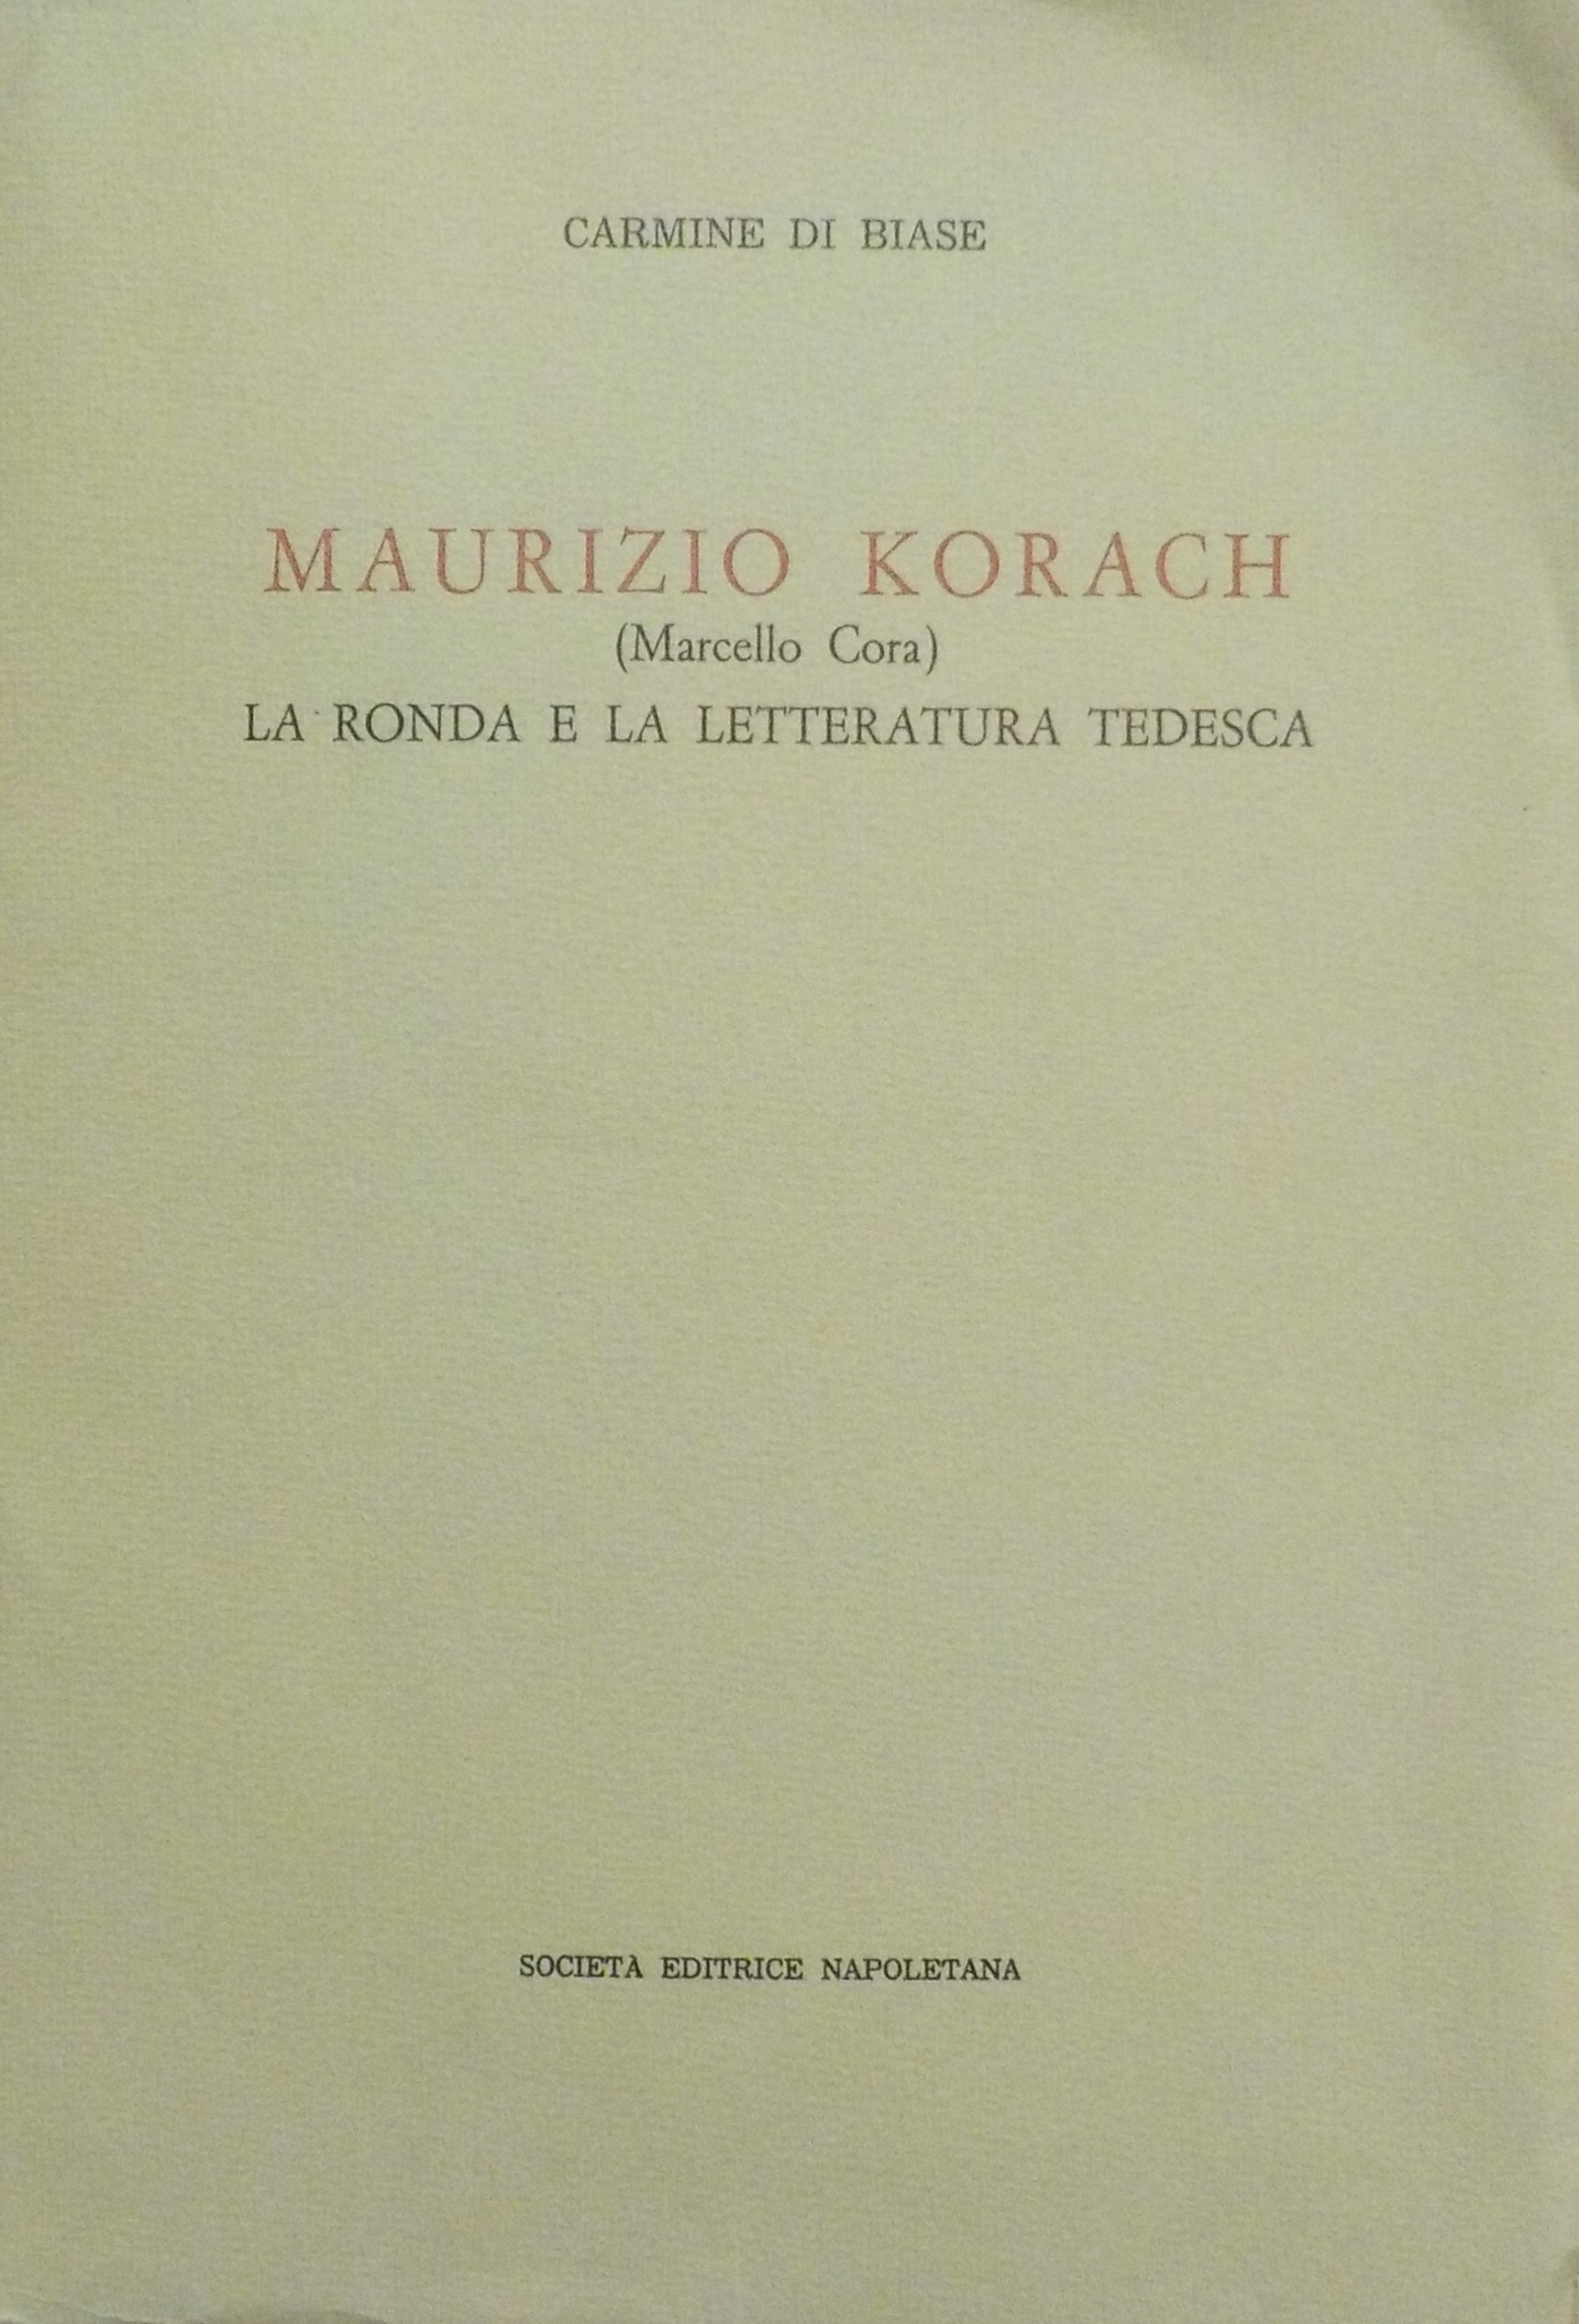 CARMINE DI BIASE
MAURIZIO KORACH
(Marcello Cora)
LA RONDA E LA LETTERATURA TEDESCA
SOCIETÀ EDITRICE NAPOLETANA